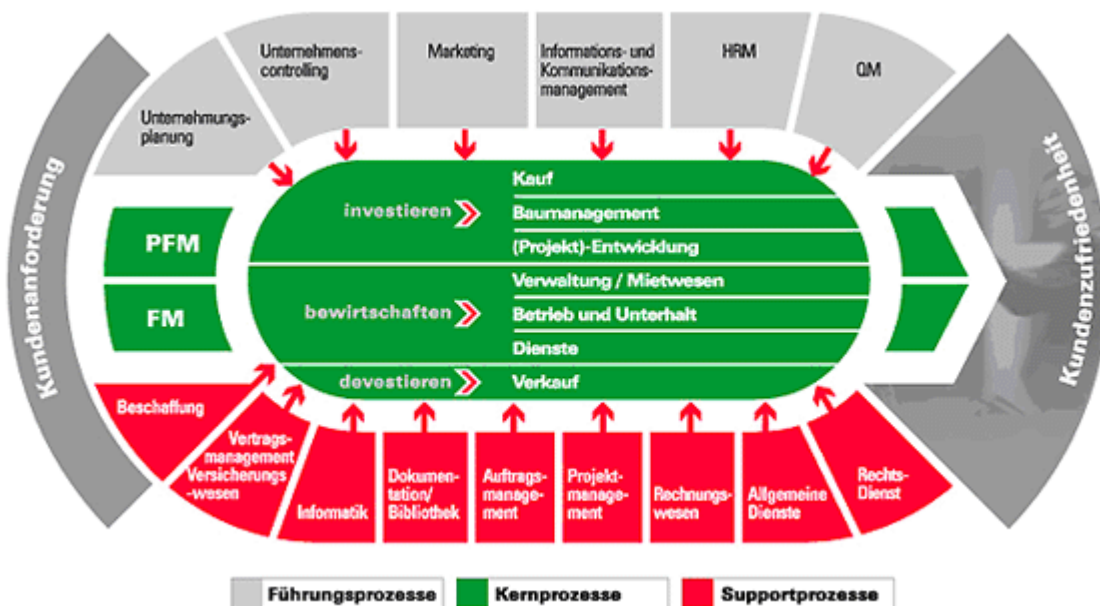 Kundenanforderung
Unternehmungs-
planung
Unternehmens-
controlling
Marketing
Informations- und
Kommunikations-
management
HRM
QM
Kundenzufriedenheit
PFM
FM
investieren
Kauf
Baumanagement
(Projekt)-Entwicklung
bewirtschaften
Verwaltung / Mietwesen
Betrieb und Unterhalt
Dienste
devestieren
Verkauf
Beschaffung
Vertrags-
management
Versicherungs
-wesen
Informatik
Dokumen-
tation/
Bibliothek
Auftrags-
manage-
ment
Projekt-
manage-
ment
Rechnungs-
wesen
Allgemeine
Dienste
Rechts-
Dienst
Führungsprozesse
Kernprozesse
Supportprozesse